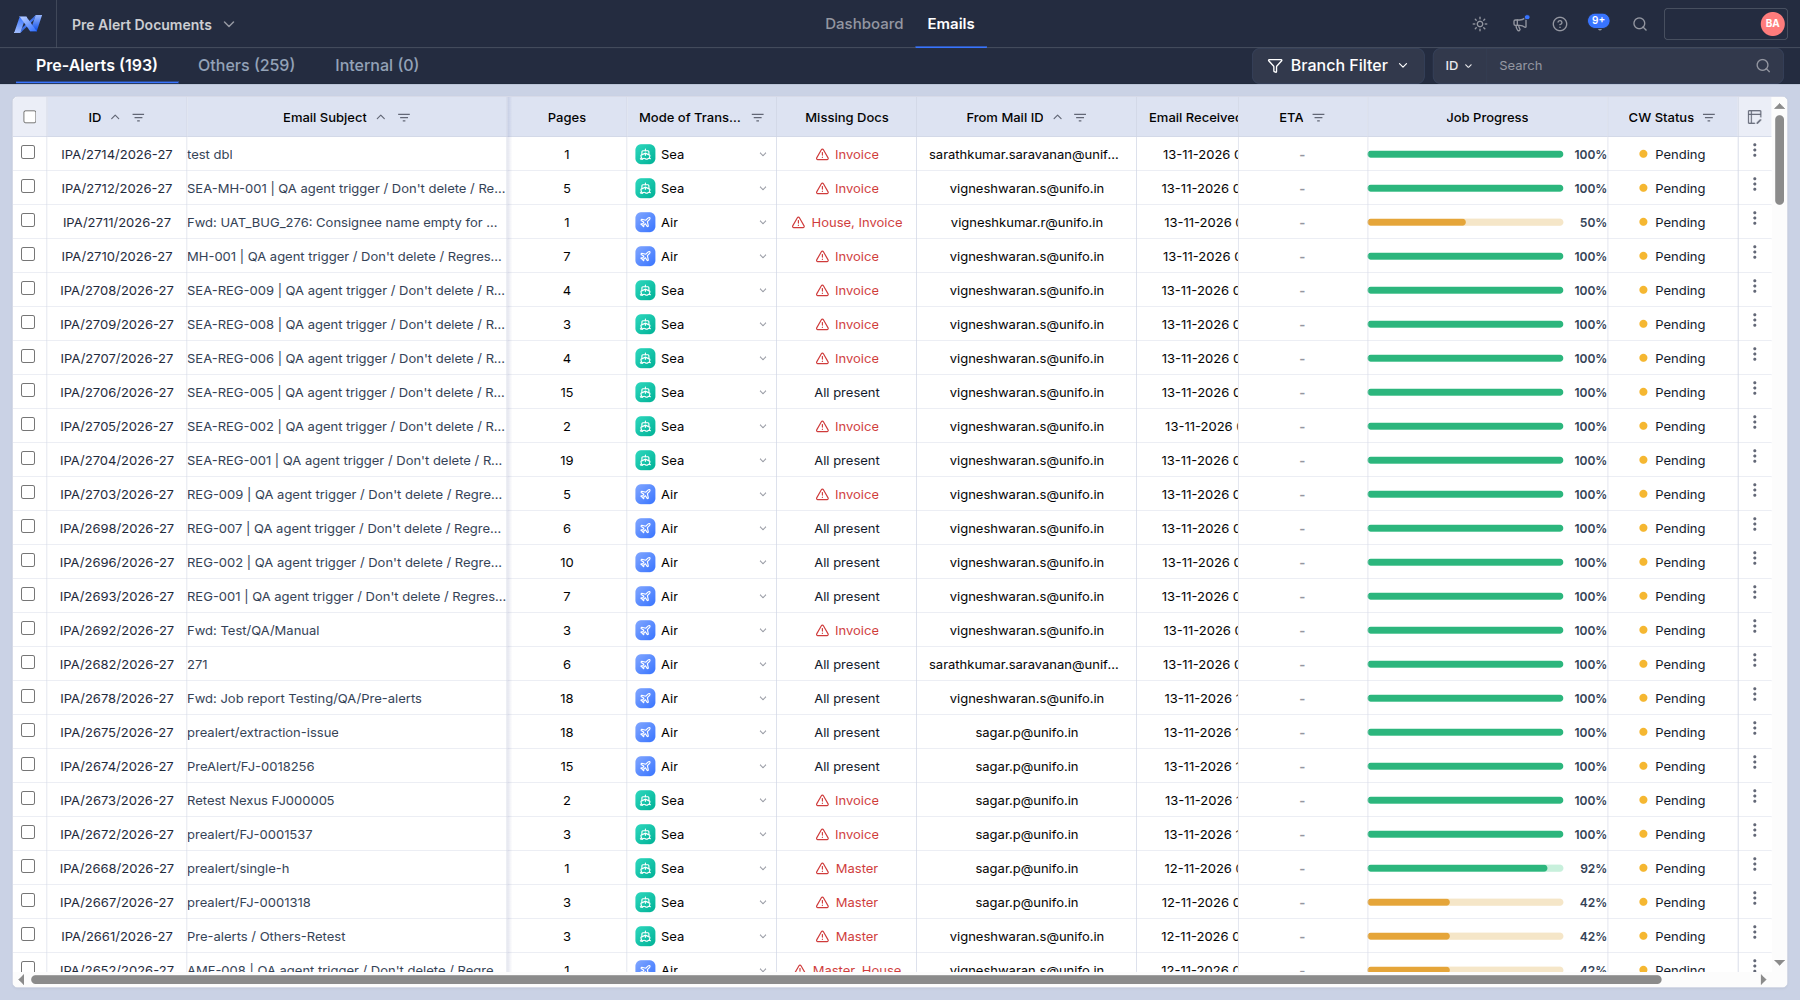 Pre Alert Documents Dashboard Emails 9+ BA
Pre-Alerts (193) Others (259) Internal (0) Branch Filter ID Search
ID Email Subject Pages Mode of Trans... Missing Docs From Mail ID Email Received ETA Job Progress CW Status
IPA/2714/2026-27 test dbl 1 Sea Invoice sarathkumar.saravanan@unif... 13-11-2026 - 100% Pending
IPA/2712/2026-27 SEA-MH-001 | QA agent trigger / Don't delete / Re... 5 Sea Invoice vigneshwaran.s@unifo.in 13-11-2026 - 100% Pending
IPA/2711/2026-27 Fwd: UAT_BUG_276: Consignee name empty for ... 1 Air House, Invoice vigneshkumar.r@unifo.in 13-11-2026 - 50% Pending
IPA/2710/2026-27 MH-001 | QA agent trigger / Don't delete / Regres... 7 Air Invoice vigneshwaran.s@unifo.in 13-11-2026 - 100% Pending
IPA/2708/2026-27 SEA-REG-009 | QA agent trigger / Don't delete / R... 4 Sea Invoice vigneshwaran.s@unifo.in 13-11-2026 - 100% Pending
IPA/2709/2026-27 SEA-REG-008 | QA agent trigger / Don't delete / R... 3 Sea Invoice vigneshwaran.s@unifo.in 13-11-2026 - 100% Pending
IPA/2707/2026-27 SEA-REG-006 | QA agent trigger / Don't delete / R... 4 Sea Invoice vigneshwaran.s@unifo.in 13-11-2026 - 100% Pending
IPA/2706/2026-27 SEA-REG-005 | QA agent trigger / Don't delete / R... 15 Sea All present vigneshwaran.s@unifo.in 13-11-2026 - 100% Pending
IPA/2705/2026-27 SEA-REG-002 | QA agent trigger / Don't delete / R... 2 Sea Invoice vigneshwaran.s@unifo.in 13-11-2026 - 100% Pending
IPA/2704/2026-27 SEA-REG-001 | QA agent trigger / Don't delete / R... 19 Sea All present vigneshwaran.s@unifo.in 13-11-2026 - 100% Pending
IPA/2703/2026-27 REG-009 | QA agent trigger / Don't delete / Regre... 5 Air Invoice vigneshwaran.s@unifo.in 13-11-2026 - 100% Pending
IPA/2698/2026-27 REG-007 | QA agent trigger / Don't delete / Regre... 6 Air All present vigneshwaran.s@unifo.in 13-11-2026 - 100% Pending
IPA/2696/2026-27 REG-002 | QA agent trigger / Don't delete / Regre... 10 Air All present vigneshwaran.s@unifo.in 13-11-2026 - 100% Pending
IPA/2693/2026-27 REG-001 | QA agent trigger / Don't delete / Regres... 7 Air All present vigneshwaran.s@unifo.in 13-11-2026 - 100% Pending
IPA/2692/2026-27 Fwd: Test/QA/Manual 3 Air Invoice vigneshwaran.s@unifo.in 13-11-2026 - 100% Pending
IPA/2682/2026-27 271 6 Air All present sarathkumar.saravanan@unif... 13-11-2026 - 100% Pending
IPA/2678/2026-27 Fwd: Job report Testing/QA/Pre-alerts 18 Air All present vigneshwaran.s@unifo.in 13-11-2026 - 100% Pending
IPA/2675/2026-27 prealert/extraction-issue 18 Air All present sagar.p@unifo.in 13-11-2026 - 100% Pending
IPA/2674/2026-27 PreAlert/FJ-0018256 15 Air All present sagar.p@unifo.in 13-11-2026 - 100% Pending
IPA/2673/2026-27 Retest Nexus FJ000005 2 Sea Invoice sagar.p@unifo.in 13-11-2026 - 100% Pending
IPA/2672/2026-27 prealert/FJ-0001537 3 Sea Invoice sagar.p@unifo.in 13-11-2026 - 100% Pending
IPA/2668/2026-27 prealert/single-h 1 Sea Master sagar.p@unifo.in 12-11-2026 - 92% Pending
IPA/2667/2026-27 prealert/FJ-0001318 3 Sea Master sagar.p@unifo.in 12-11-2026 - 42% Pending
IPA/2661/2026-27 Pre-alerts / Others-Retest 3 Sea Master vigneshwaran.s@unifo.in 12-11-2026 - 42% Pending
IPA/2652/2026-27 AME-008 | QA agent trigger / Don't delete / Regre 1 Air Master, House vigneshwaran.s@unifo.in 12-11-2026 - 42% Pending